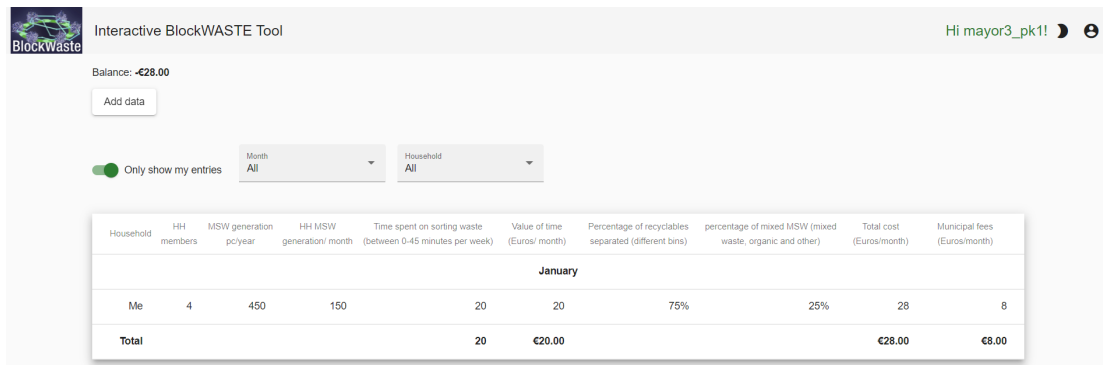 BlockWaste
Interactive BlockWASTE Tool
Hi mayor3_pk1!
Balance: -€28.00
Add data
Only show my entries
Month
All
Household
All
Household HH members MSW generation pc/year HH MSW generation/ month Time spent on sorting waste (between 0-45 minutes per week) Value of time (Euros/ month) Percentage of recyclables separated (different bins) percentage of mixed MSW (mixed waste, organic and other) Total cost (Euros/month) Municipal fees (Euros/month)
January
Me 4 450 150 20 20 75% 25% 28 8
Total 20 €20.00 €28.00 €8.00